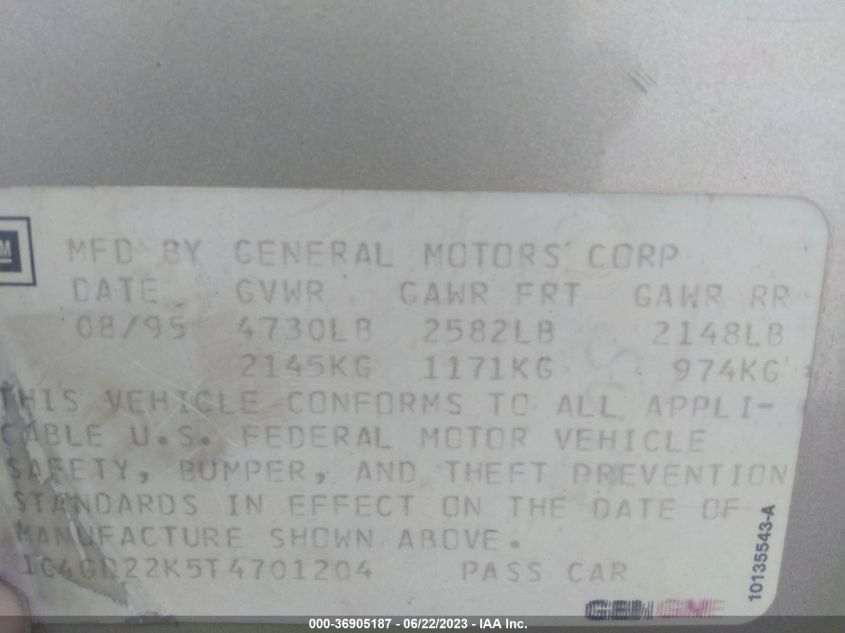 MFD BY GENERAL MOTORS CORP
DATE GVWR GAWR FRT GAWR RR
08/95 4730LB 2582LB 2148LB
2145KG 1171KG 974KG
THIS VEHICLE CONFORMS TO ALL APPLI-
CABLE U.S. FEDERAL MOTOR VEHICLE
SAFETY, BUMPER, AND THEFT PREVENTION
STANDARDS IN EFFECT ON THE DATE OF
MANUFACTURE SHOWN ABOVE.
1G4GD22K5T4701204 PASS CAR
10135543-A
000-36905187 - 06/22/2023 - IAA Inc.